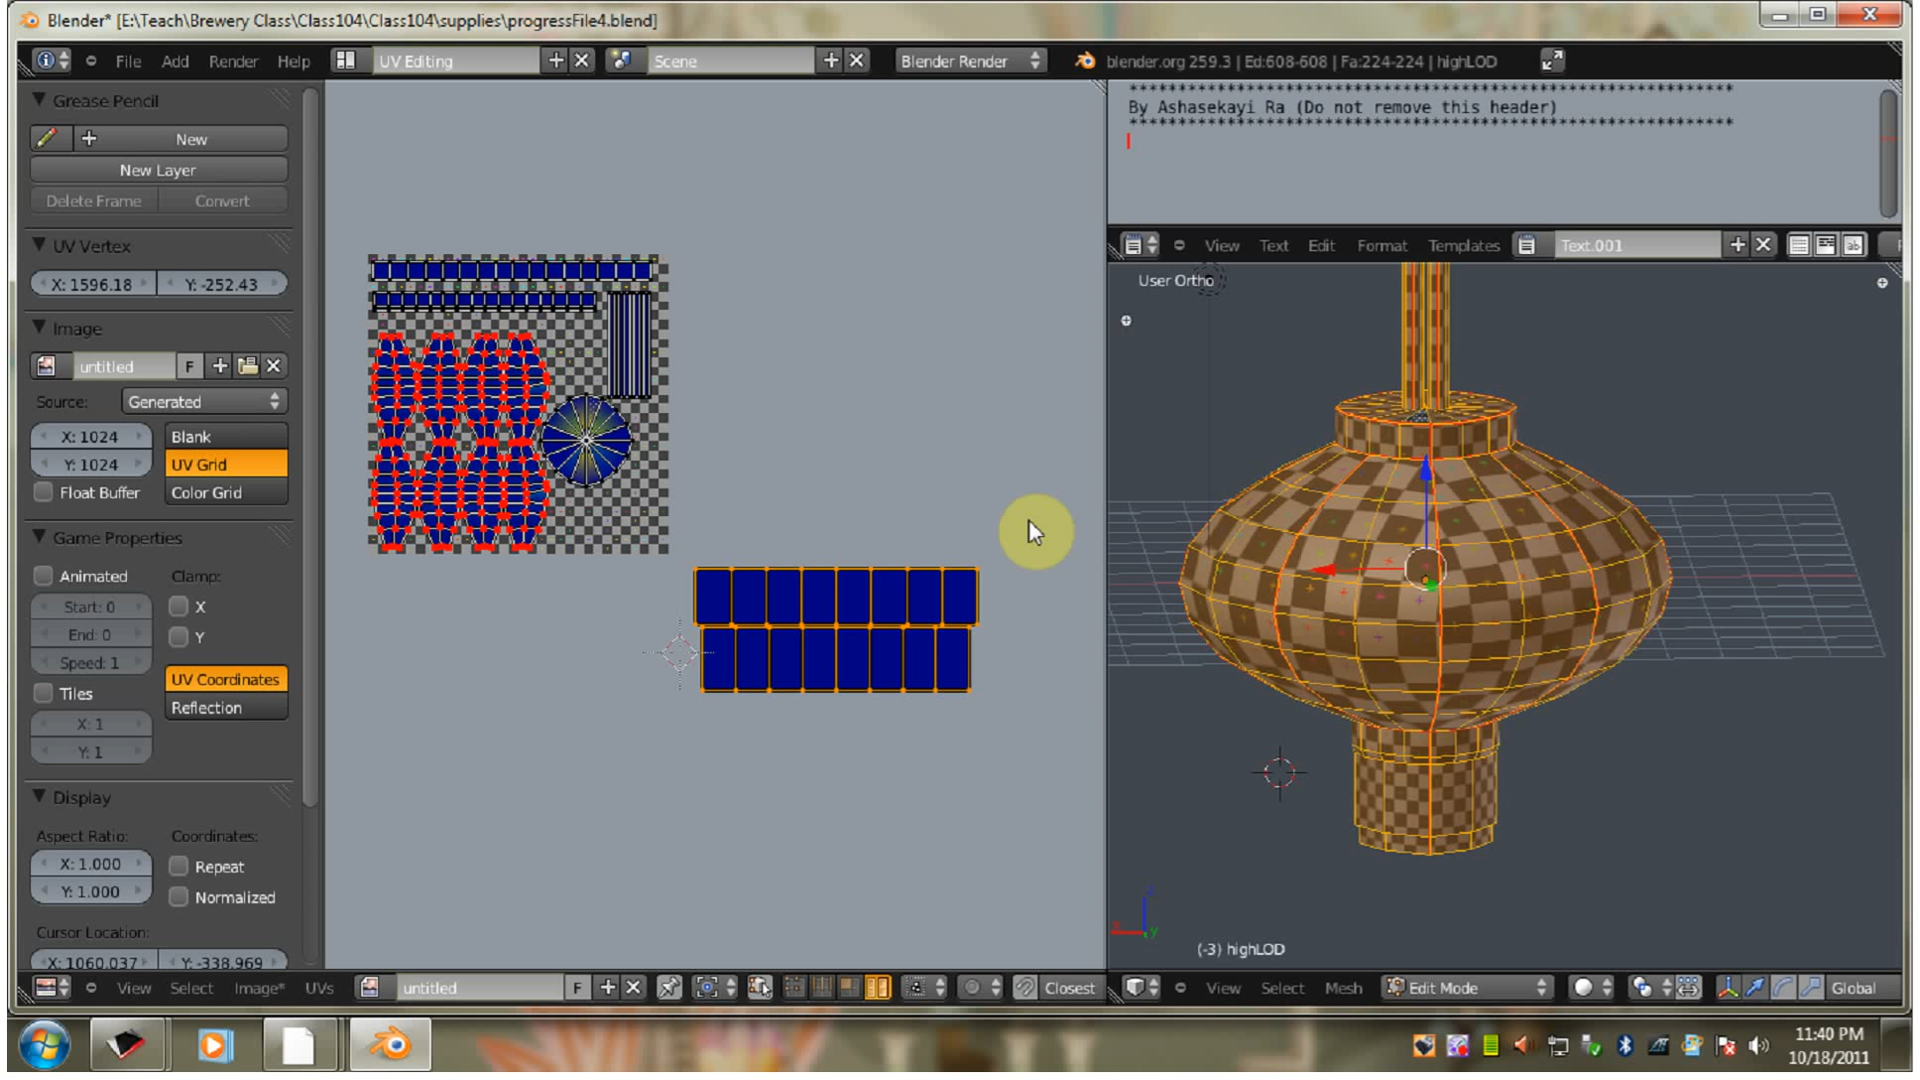 Blender* [E:\Teach\Brewery Class\Class104\Class104\supplies\progressFile4.blend]
File Add Render Help UV Editing Scene Blender Render blender.org 259.3 | Ed:608-608 | Fa:224-224 | highLOD
Grease Pencil
New
New Layer
Delete Frame Convert
UV Vertex
X: 1596.18 Y: -252.43
Image
untitled F
Source: Generated
X: 1024 Blank
Y: 1024 UV Grid
Float Buffer Color Grid
Game Properties
Animated Clamp:
Start: 0 X
End: 0 Y
Speed: 1
UV Coordinates
Tiles Reflection
X: 1
Y: 1
Display
Aspect Ratio: Coordinates:
X: 1.000 Repeat
Y: 1.000 Normalized
Cursor Location:
X: 1060.037 Y: -338.969
View Select Image* UVs untitled F Closest
******************************************************************
By Ashasekayi Ra (Do not remove this header)
******************************************************************
View Text Edit Format Templates Text.001
User Ortho
(-3) highLOD
View Select Mesh Edit Mode Global
11:40 PM
10/18/2011